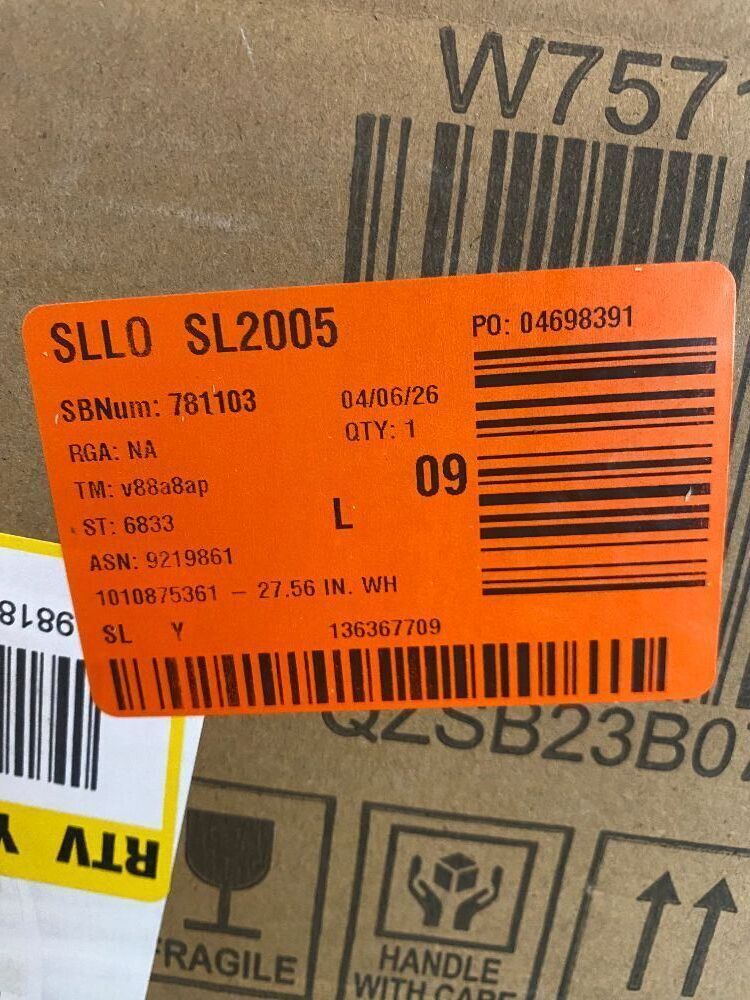 W757
SLLO SL2005
PO: 04698391
SBNum: 781103
04/06/26
RGA: NA
QTY: 1
TM: v88a8ap
09
ST: 6833
L
ASN: 9219861
1010875361 – 27.56 IN. WH
SL Y
136367709
9818
QZSB23B0
RTV Y
FRAGILE
HANDLE
WITH CARE